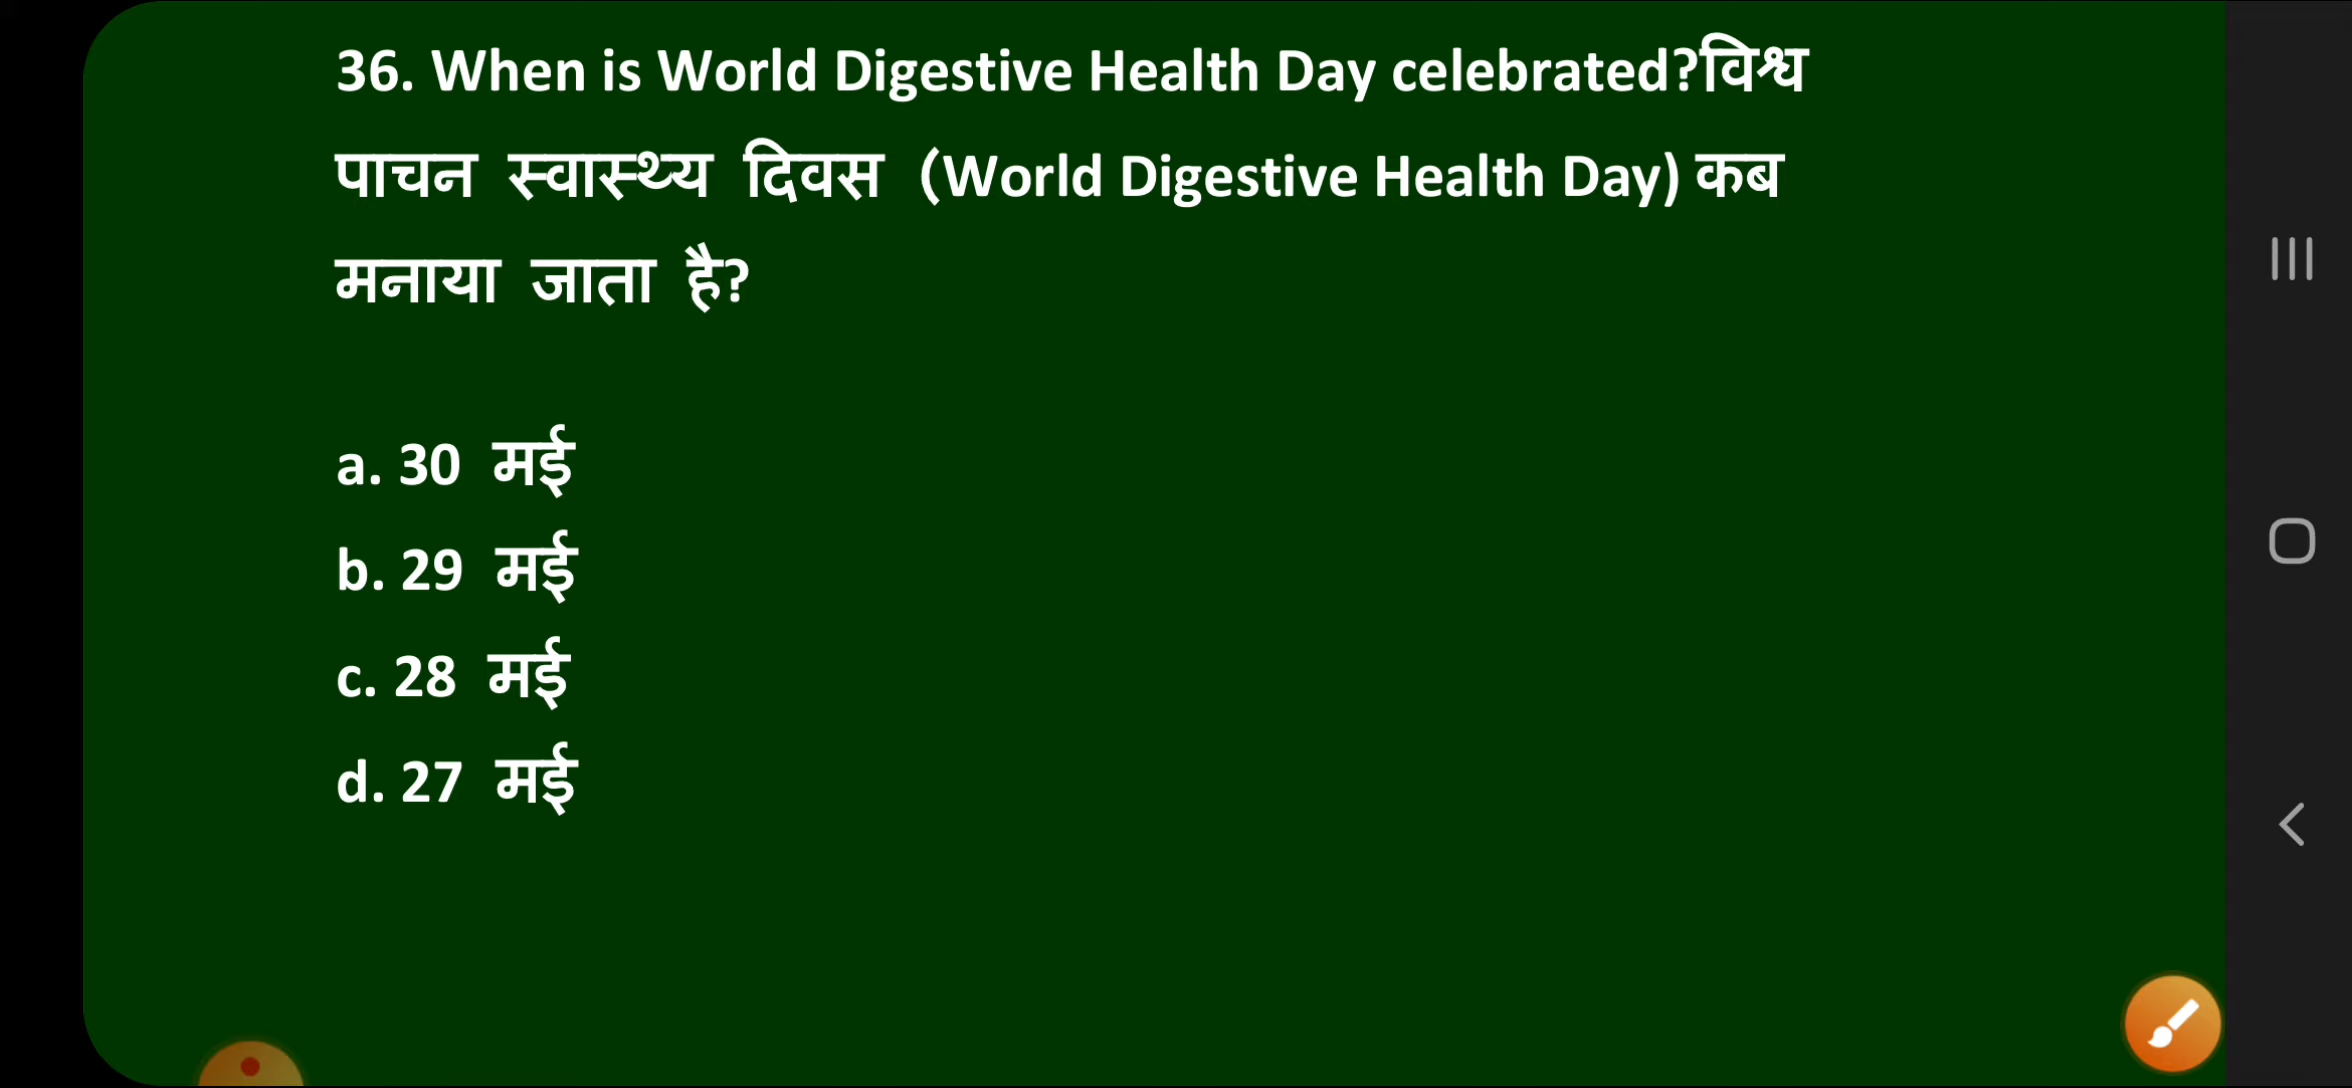 36. When is World Digestive Health Day celebrated?विश्व
पाचन स्वास्थ्य दिवस (World Digestive Health Day) कब
मनाया जाता है?
a. 30 मई
b. 29 मई
c. 28 मई
d. 27 मई